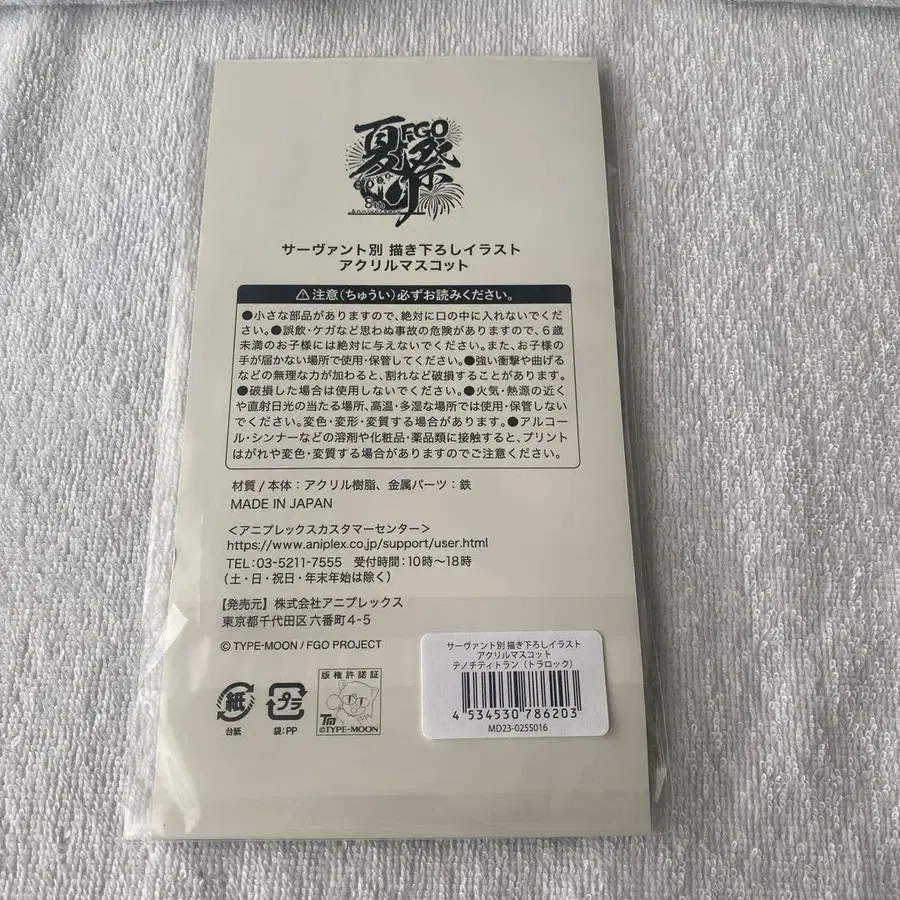 夏祭り
FGO
8th
Anniversary
サーヴァント別 描き下ろしイラスト
アクリルマスコット
⚠注意(ちゅうい)必ずお読みください。
●小さな部品がありますので、絶対に口の中に入れないでくだ
さい。●誤飲・ケガなど思わぬ事故の危険がありますので、6歳
未満のお子様には絶対に与えないでください。また、お子様の
手が届かない場所で使用・保管してください。●強い衝撃や曲げる
などの無理な力が加わると、割れなど破損することがあります。
●破損した場合は使用しないでください。●火気・熱源の近く
や直射日光の当たる場所、高温・多湿な場所では使用・保管しない
でください。変色・変形・変質する場合があります。●アルコー
ル・シンナーなどの溶剤や化粧品・薬品類に接触すると、プリント
はがれや変色・変質する場合がありますのでご注意ください。
材質/本体:アクリル樹脂、金属パーツ:鉄
MADE IN JAPAN
<アニプレックスカスタマーセンター>
https://www.aniplex.co.jp/support/user.html
TEL:03-5211-7555 受付時間:10時～18時
(土・日・祝日・年末年始は除く)
【発売元】株式会社アニプレックス
東京都千代田区六番町4-5
© TYPE-MOON / FGO PROJECT
紙
台紙
プラ
袋:PP
版権許諾証
TM
©TYPE-MOON
サーヴァント別 描き下ろしイラスト
アクリルマスコット
テノチティトラン(トラロック)
4 534530 786203
MD23-0255016